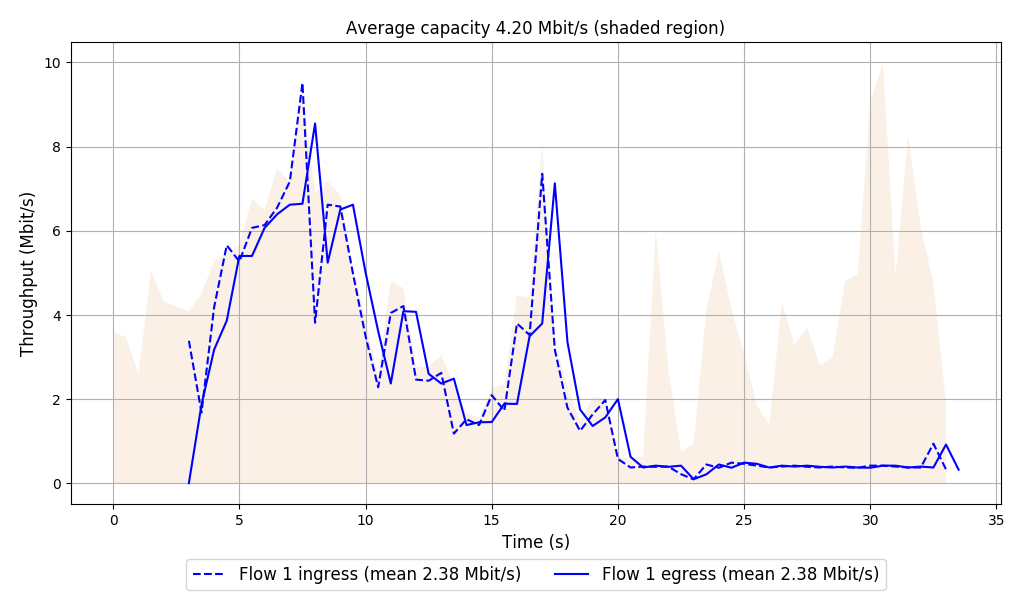 Average capacity 4.20 Mbit/s (shaded region)
Throughput (Mbit/s)
10
8
6
4
2
0
0 5 10 15 20 25 30 35
Time (s)
Flow 1 ingress (mean 2.38 Mbit/s) Flow 1 egress (mean 2.38 Mbit/s)